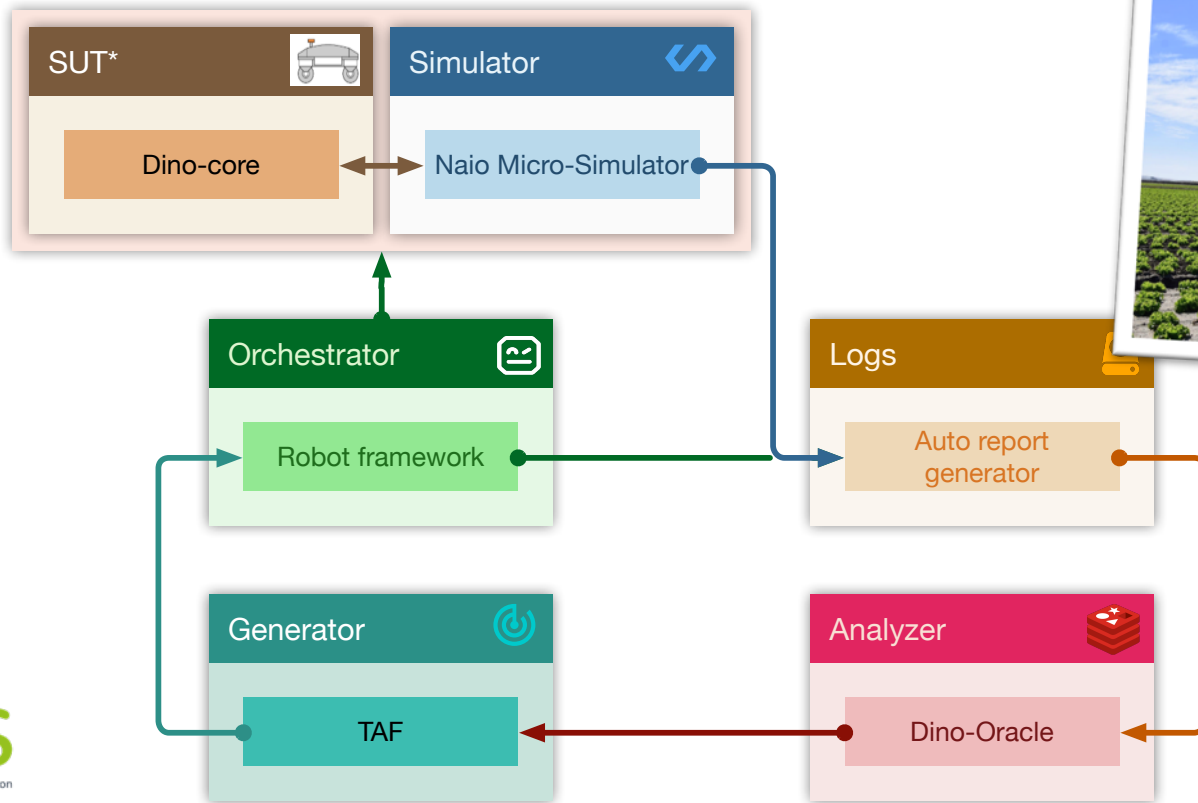 SUT*
Simulator
Dino-core
Naio Micro-Simulator
Orchestrator
Logs
Robot framework
Auto report
generator
Generator
Analyzer
TAF
Dino-Oracle
on